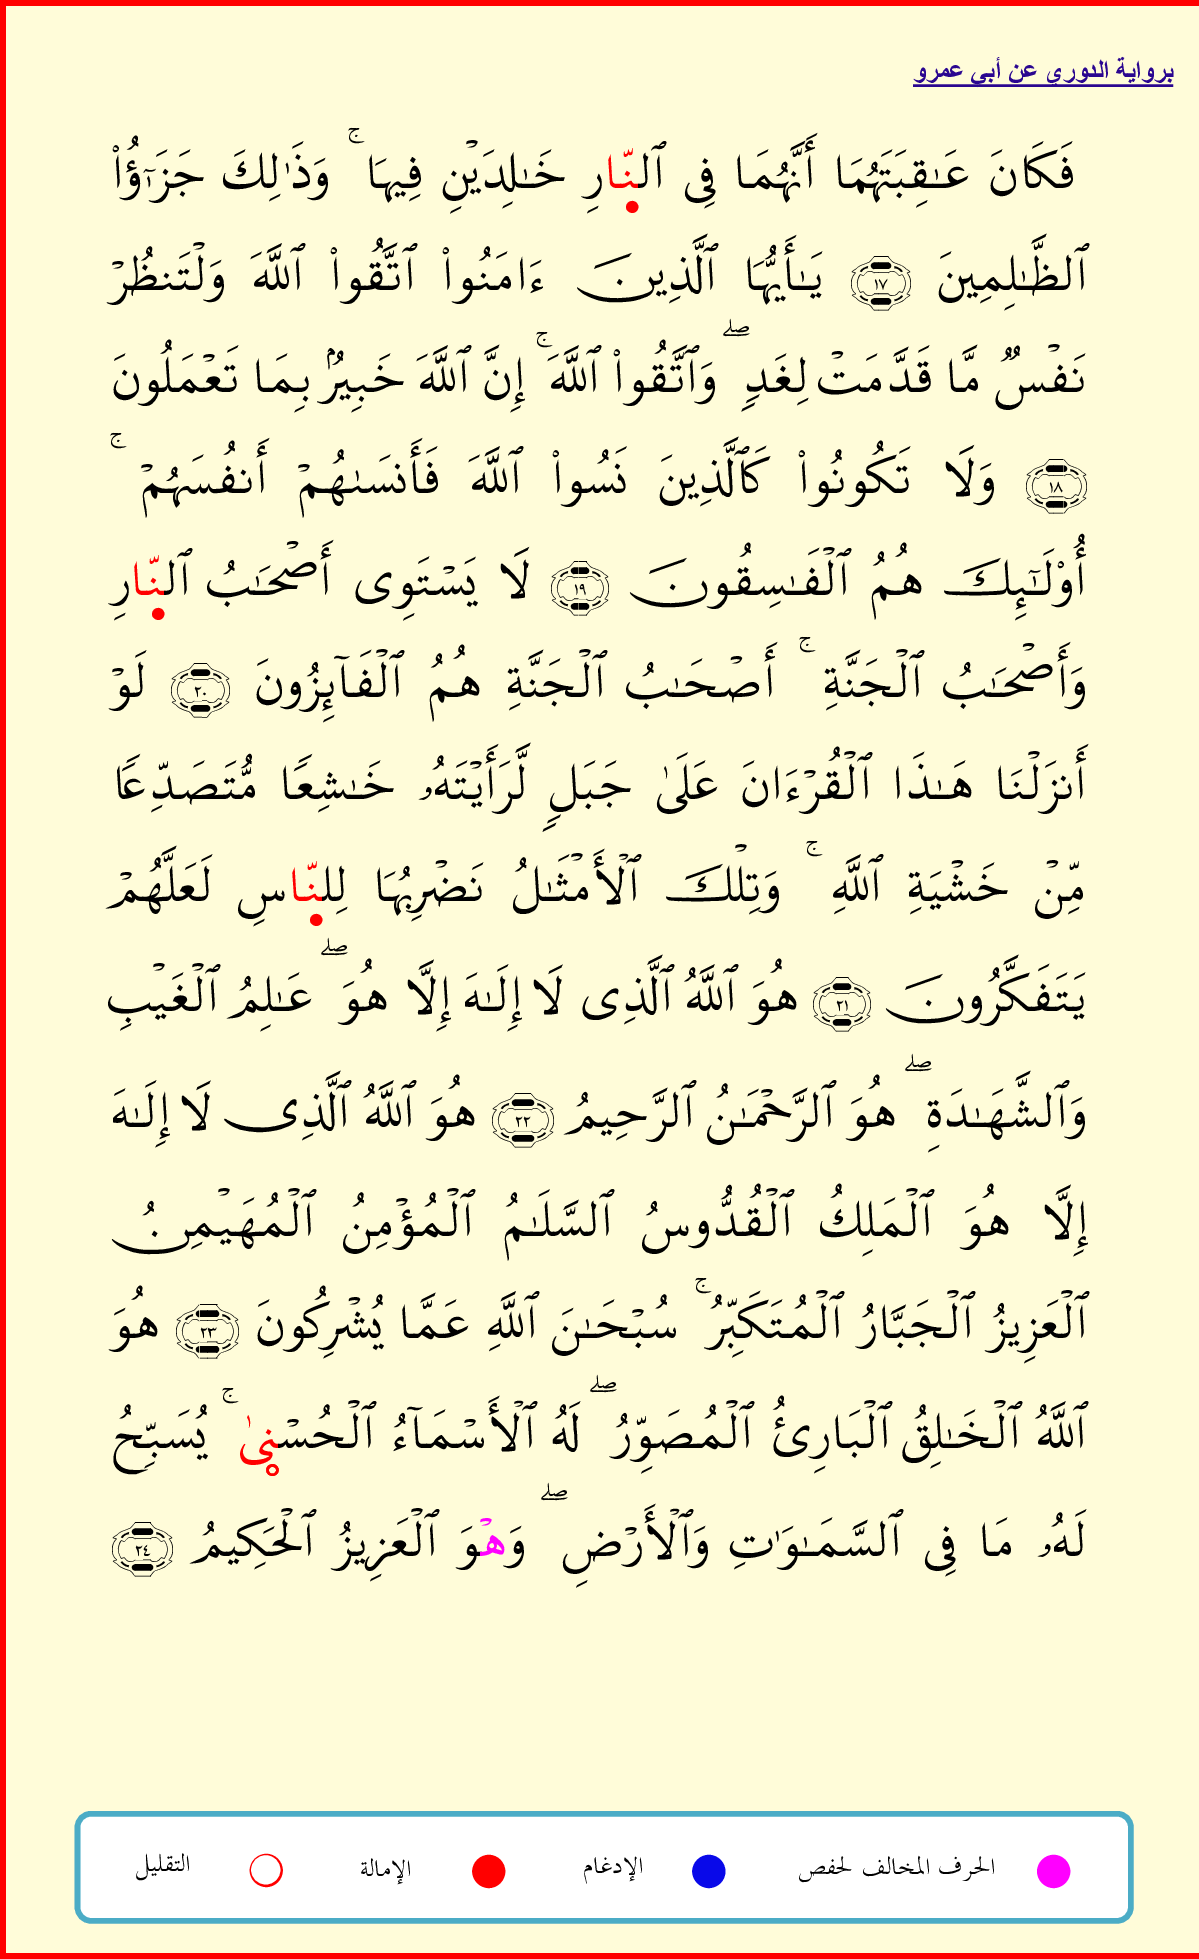 برواية الدوري عن أبي عمرو
فَكَانَ عَـٰقِبَتَهُمَا أَنَّهُمَا فِى ٱلنَّارِ خَـٰلِدَيْنِ فِيهَا ۚ وَذَٰلِكَ جَزَـٰٓؤُا۟
ٱلظَّـٰلِمِينَ ١٧ يَـٰٓأَيُّهَا ٱلَّذِينَ ءَامَنُوا۟ ٱتَّقُوا۟ ٱللَّهَ وَلْتَنظُرْ
نَفْسٌ مَّا قَدَّمَتْ لِغَدٍ ۖ وَٱتَّقُوا۟ ٱللَّهَ ۚ إِنَّ ٱللَّهَ خَبِيرٌۢ بِمَا تَعْمَلُونَ
١٨ وَلَا تَكُونُوا۟ كَٱلَّذِينَ نَسُوا۟ ٱللَّهَ فَأَنسَىٰهُمْ أَنفُسَهُمْ ۚ
أُو۟لَـٰٓئِكَ هُمُ ٱلْفَـٰسِقُونَ ١٩ لَا يَسْتَوِى أَصْحَـٰبُ ٱلنَّارِ
وَأَصْحَـٰبُ ٱلْجَنَّةِ ۚ أَصْحَـٰبُ ٱلْجَنَّةِ هُمُ ٱلْفَآئِزُونَ ٢٠ لَوْ
أَنزَلْنَا هَـٰذَا ٱلْقُرْءَانَ عَلَىٰ جَبَلٍ لَّرَأَيْتَهُۥ خَـٰشِعًا مُّتَصَدِّعًا
مِّنْ خَشْيَةِ ٱللَّهِ ۚ وَتِلْكَ ٱلْأَمْثَـٰلُ نَضْرِبُهَا لِلنَّاسِ لَعَلَّهُمْ
يَتَفَكَّرُونَ ٢١ هُوَ ٱللَّهُ ٱلَّذِى لَا إِلَـٰهَ إِلَّا هُوَ ۖ عَـٰلِمُ ٱلْغَيْبِ
وَٱلشَّهَـٰدَةِ ۖ هُوَ ٱلرَّحْمَـٰنُ ٱلرَّحِيمُ ٢٢ هُوَ ٱللَّهُ ٱلَّذِى لَا إِلَـٰهَ
إِلَّا هُوَ ٱلْمَلِكُ ٱلْقُدُّوسُ ٱلسَّلَـٰمُ ٱلْمُؤْمِنُ ٱلْمُهَيْمِنُ
ٱلْعَزِيزُ ٱلْجَبَّارُ ٱلْمُتَكَبِّرُ ۚ سُبْحَـٰنَ ٱللَّهِ عَمَّا يُشْرِكُونَ ٢٣ هُوَ
ٱللَّهُ ٱلْخَـٰلِقُ ٱلْبَارِئُ ٱلْمُصَوِّرُ ۖ لَهُ ٱلْأَسْمَآءُ ٱلْحُسْنِىٰ ۚ يُسَبِّحُ
لَهُۥ مَا فِى ٱلسَّمَـٰوَٰتِ وَٱلْأَرْضِ ۖ وَهْوَ ٱلْعَزِيزُ ٱلْحَكِيمُ ٢٤
الحرف المخالف لحفص الإدغام الإمالة التقليل